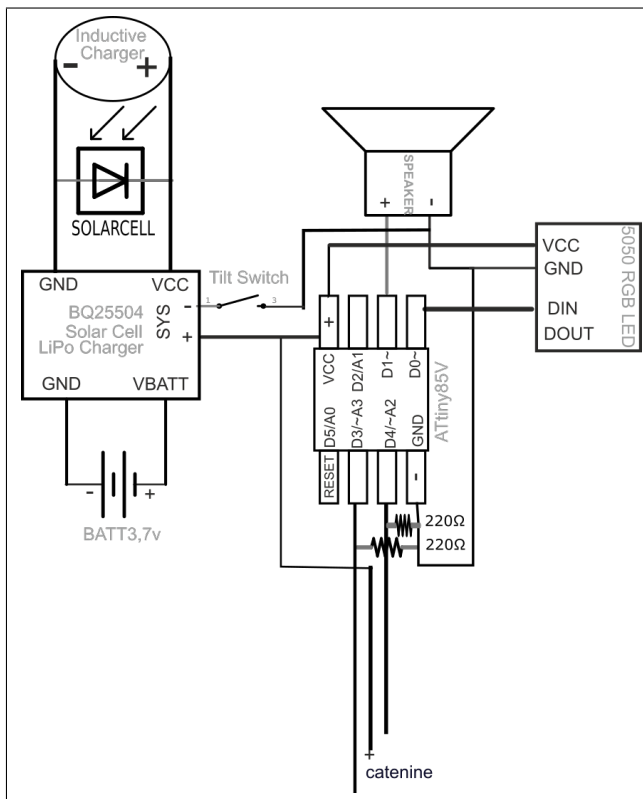 Inductive
Charger
- +
SOLARCELL
GND VCC
BQ25504
Solar Cell
LiPo Charger
SYS
-
+
GND VBATT
- +
BATT3,7v
Tilt Switch
1 3
SPEAKER
+ -
5050 RGB LED
VCC
GND
DIN
DOUT
+
VCC D2/A1 D1~ D0~
D5/A0 D3/~A3 D4/~A2 GND
RESET -
ATtiny85V
220Ω
220Ω
+
catenine